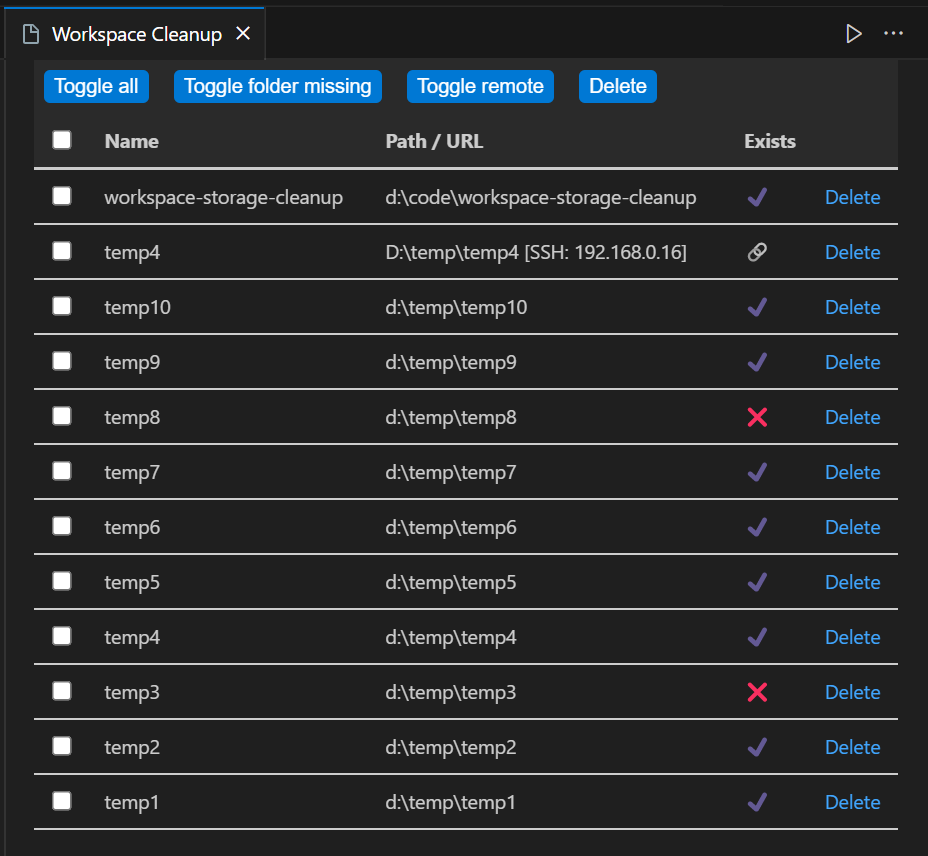 Workspace Cleanup
Toggle all Toggle folder missing Toggle remote Delete
Name Path / URL Exists
workspace-storage-cleanup d:\code\workspace-storage-cleanup Delete
temp4 D:\temp\temp4 [SSH: 192.168.0.16] Delete
temp10 d:\temp\temp10 Delete
temp9 d:\temp\temp9 Delete
temp8 d:\temp\temp8 Delete
temp7 d:\temp\temp7 Delete
temp6 d:\temp\temp6 Delete
temp5 d:\temp\temp5 Delete
temp4 d:\temp\temp4 Delete
temp3 d:\temp\temp3 Delete
temp2 d:\temp\temp2 Delete
temp1 d:\temp\temp1 Delete